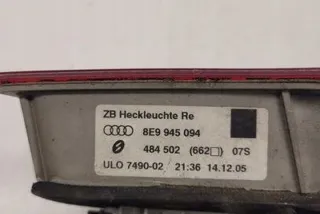 ZB Heckleuchte Re
8E9 945 094
484 502 (662□) 07S
ULO 7490-02 21:36 14.12.05